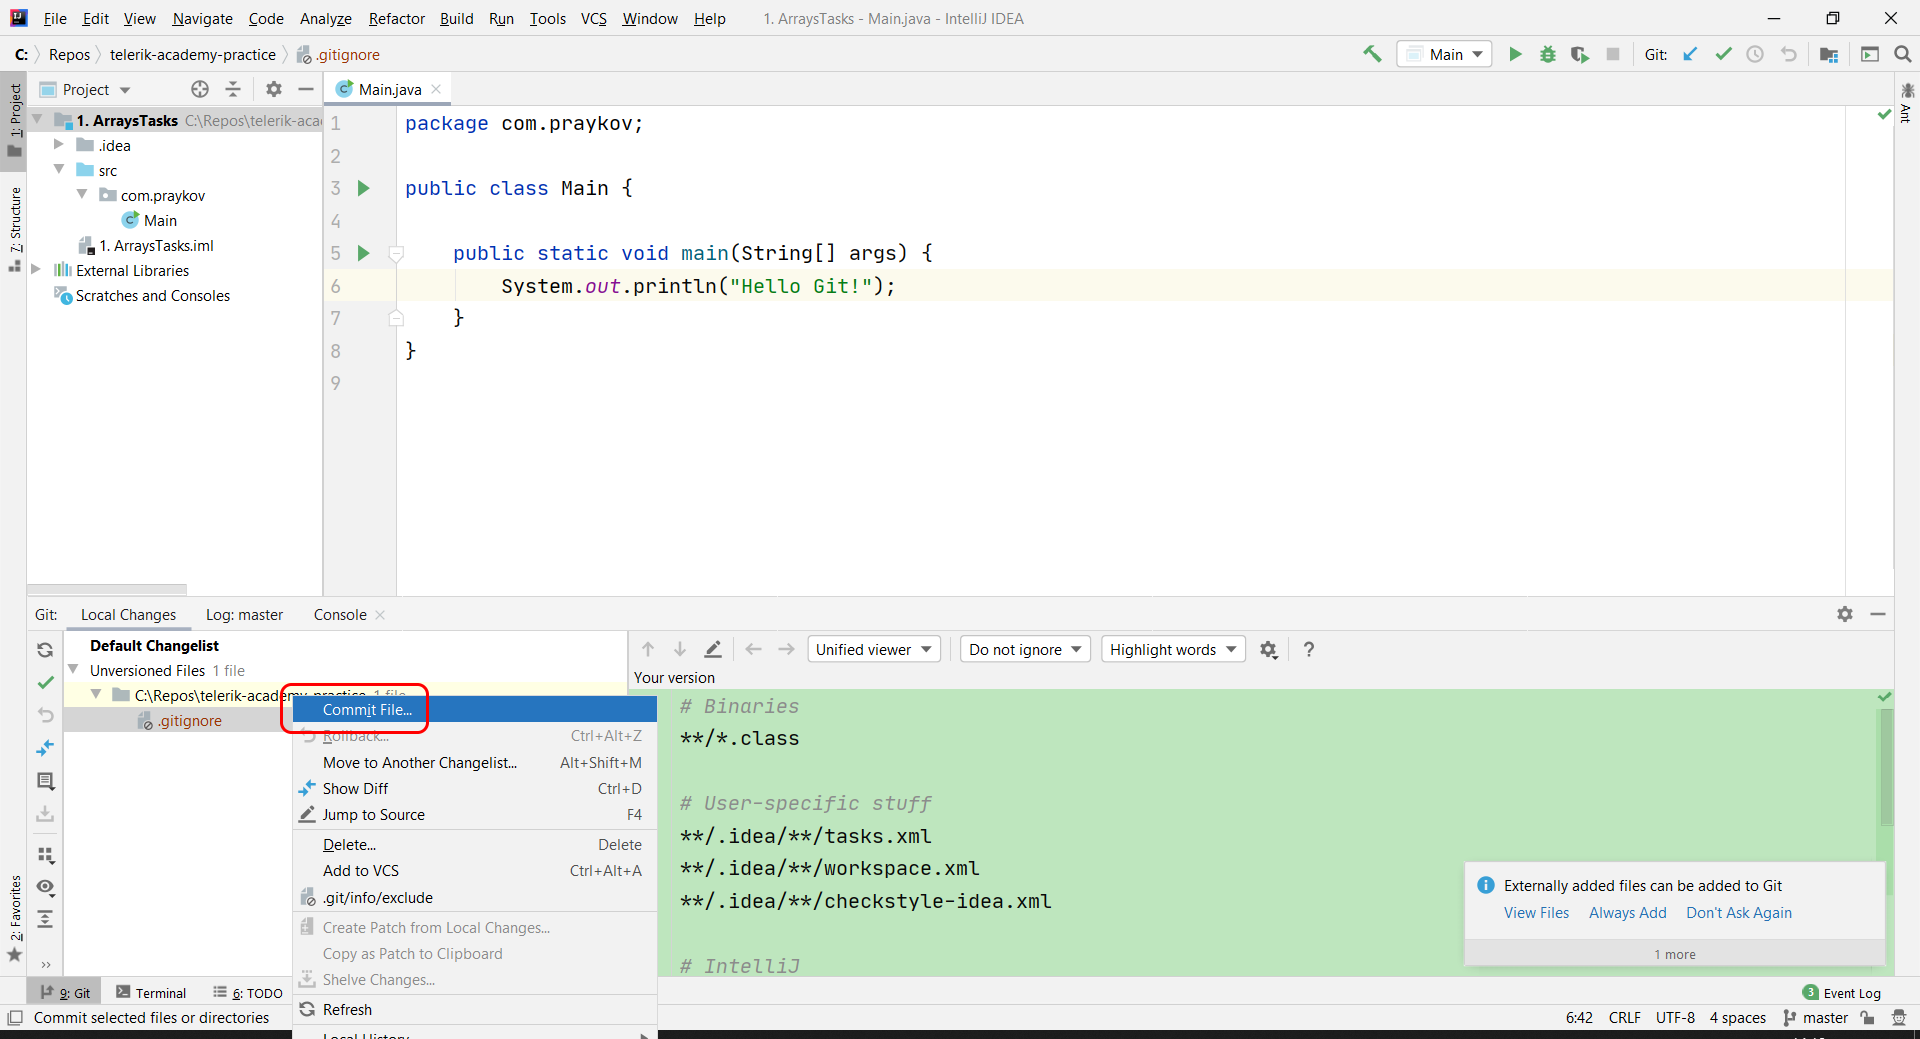 File Edit View Navigate Code Analyze Refactor Build Run Tools VCS Window Help 1. ArraysTasks - Main.java - IntelliJ IDEA
C: Repos telerik-academy-practice .gitignore Main Git:
1: Project
7: Structure
2: Favorites
Ant
Project
1. ArraysTasks C:\Repos\telerik-aca
.idea
src
com.praykov
Main
1. ArraysTasks.iml
External Libraries
Scratches and Consoles
Main.java
1 package com.praykov;
2
3 public class Main {
4
5 public static void main(String[] args) {
6 System.out.println("Hello Git!");
7 }
8 }
9
Git: Local Changes Log: master Console
Default Changelist
Unversioned Files 1 file
C:\Repos\telerik-academy-practice 1 file
.gitignore
Commit File...
Rollback... Ctrl+Alt+Z
Move to Another Changelist... Alt+Shift+M
Show Diff Ctrl+D
Jump to Source F4
Delete... Delete
Add to VCS Ctrl+Alt+A
.git/info/exclude
Create Patch from Local Changes...
Copy as Patch to Clipboard
Shelve Changes...
Refresh
Local History
Unified viewer Do not ignore Highlight words ?
Your version
# Binaries
**/*.class
# User-specific stuff
**/.idea/**/tasks.xml
**/.idea/**/workspace.xml
**/.idea/**/checkstyle-idea.xml
# IntelliJ
Externally added files can be added to Git
View Files Always Add Don't Ask Again
1 more
9: Git Terminal 6: TODO 3 Event Log
Commit selected files or directories 6:42 CRLF UTF-8 4 spaces master